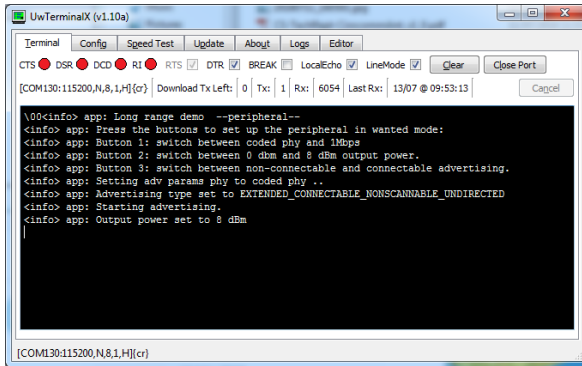 UwTerminalX (v1.10a)
Terminal Config Speed Test Update About Logs Editor
CTS DSR DCD RI RTS DTR BREAK LocalEcho LineMode Clear Close Port
[COM130:115200,N,8,1,H]{cr} Download Tx Left: 0 Tx: 1 Rx: 6054 Last Rx: 13/07 @ 09:53:13 Cancel
\00<info> app: Long range demo --peripheral--
<info> app: Press the buttons to set up the peripheral in wanted mode:
<info> app: Button 1: switch between coded phy and 1Mbps
<info> app: Button 2: switch between 0 dbm and 8 dBm output power.
<info> app: Button 3: switch between non-connectable and connectable advertising.
<info> app: Setting adv params phy to coded phy ..
<info> app: Advertising type set to EXTENDED_CONNECTABLE_NONSCANNABLE_UNDIRECTED
<info> app: Starting advertising.
<info> app: Output power set to 8 dBm
[COM130:115200,N,8,1,H]{cr}